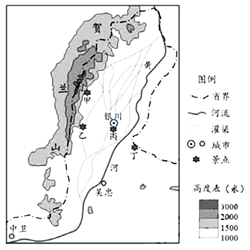 贺
兰
山
黄
河
甲
乙
银川
丙
丁
吴忠
中卫
图例
省界
河流
灌渠
城市
景点
高度表(米)
3000
2000
1500
1000